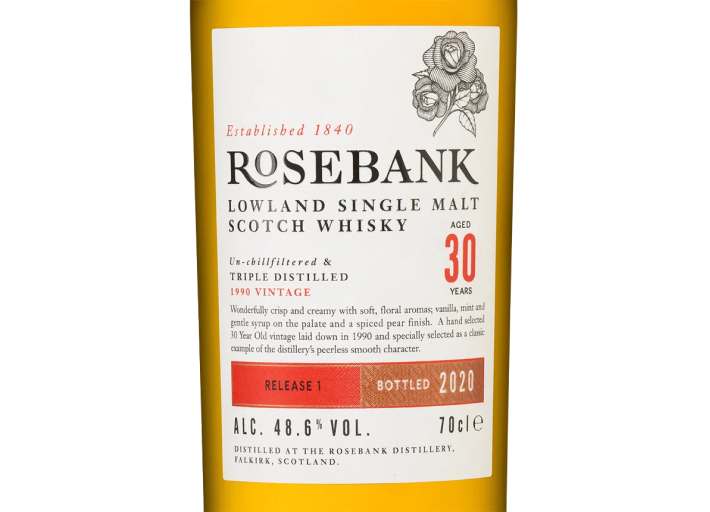 Established 1840
ROSEBANK
LOWLAND SINGLE MALT
SCOTCH WHISKY
AGED
30
YEARS
Un-chillfiltered &
TRIPLE DISTILLED
1990 VINTAGE
Wonderfully crisp and creamy with soft, floral aromas; vanilla, mint and
gentle syrup on the palate and a spiced pear finish. A hand selected
30 Year Old vintage laid down in 1990 and specially selected as a classic
example of the distillery's peerless smooth character.
RELEASE 1
BOTTLED 2020
ALC. 48.6% VOL.
70cl e
DISTILLED AT THE ROSEBANK DISTILLERY,
FALKIRK, SCOTLAND.